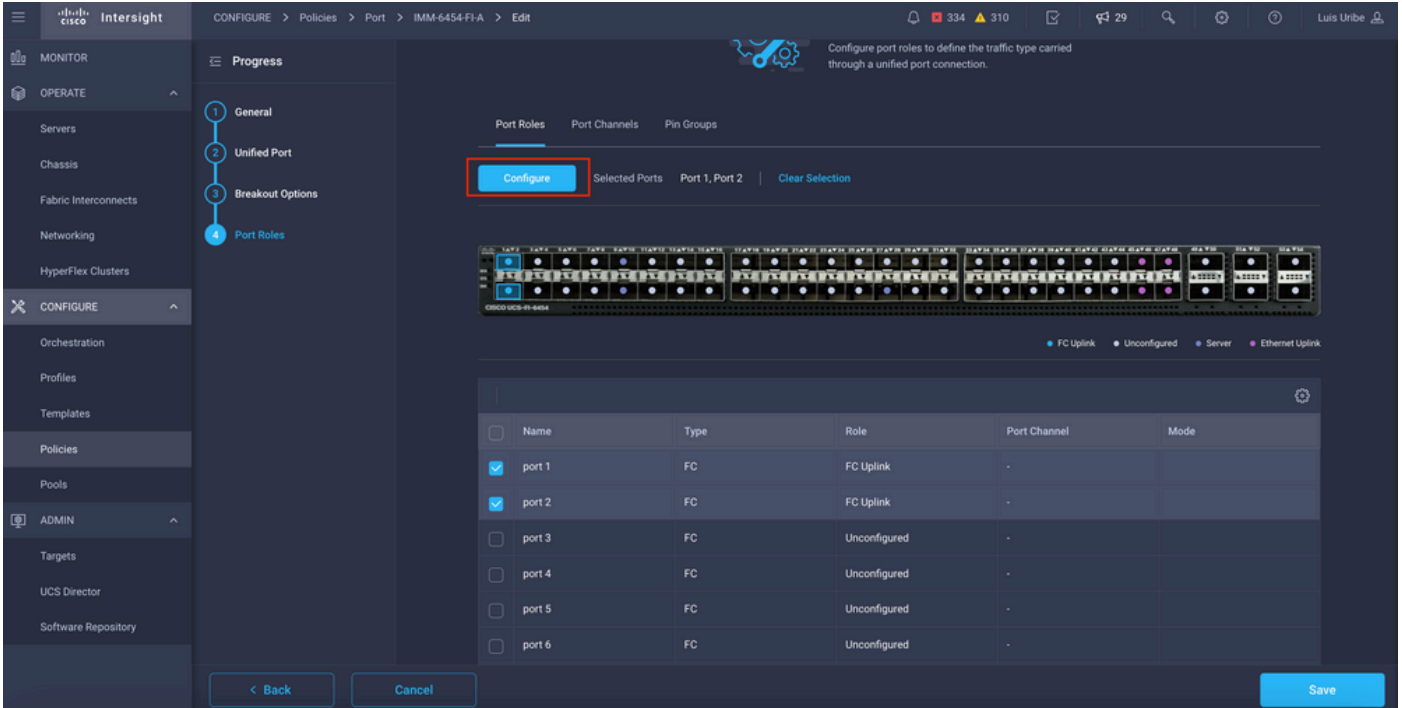 cisco Intersight
CONFIGURE > Policies > Port > IMM-6454-FI-A > Edit
334 310 29 Luis Uribe
MONITOR
OPERATE
Servers
Chassis
Fabric Interconnects
Networking
HyperFlex Clusters
CONFIGURE
Orchestration
Profiles
Templates
Policies
Pools
ADMIN
Targets
UCS Director
Software Repository
Progress
1 General
2 Unified Port
3 Breakout Options
4 Port Roles
Configure port roles to define the traffic type carried
through a unified port connection.
Port Roles Port Channels Pin Groups
Configure Selected Ports Port 1, Port 2 | Clear Selection
CISCO UCS-FI-6454
FC Uplink Unconfigured Server Ethernet Uplink
Name Type Role Port Channel Mode
port 1 FC FC Uplink -
port 2 FC FC Uplink -
port 3 FC Unconfigured -
port 4 FC Unconfigured -
port 5 FC Unconfigured -
port 6 FC Unconfigured -
< Back Cancel Save